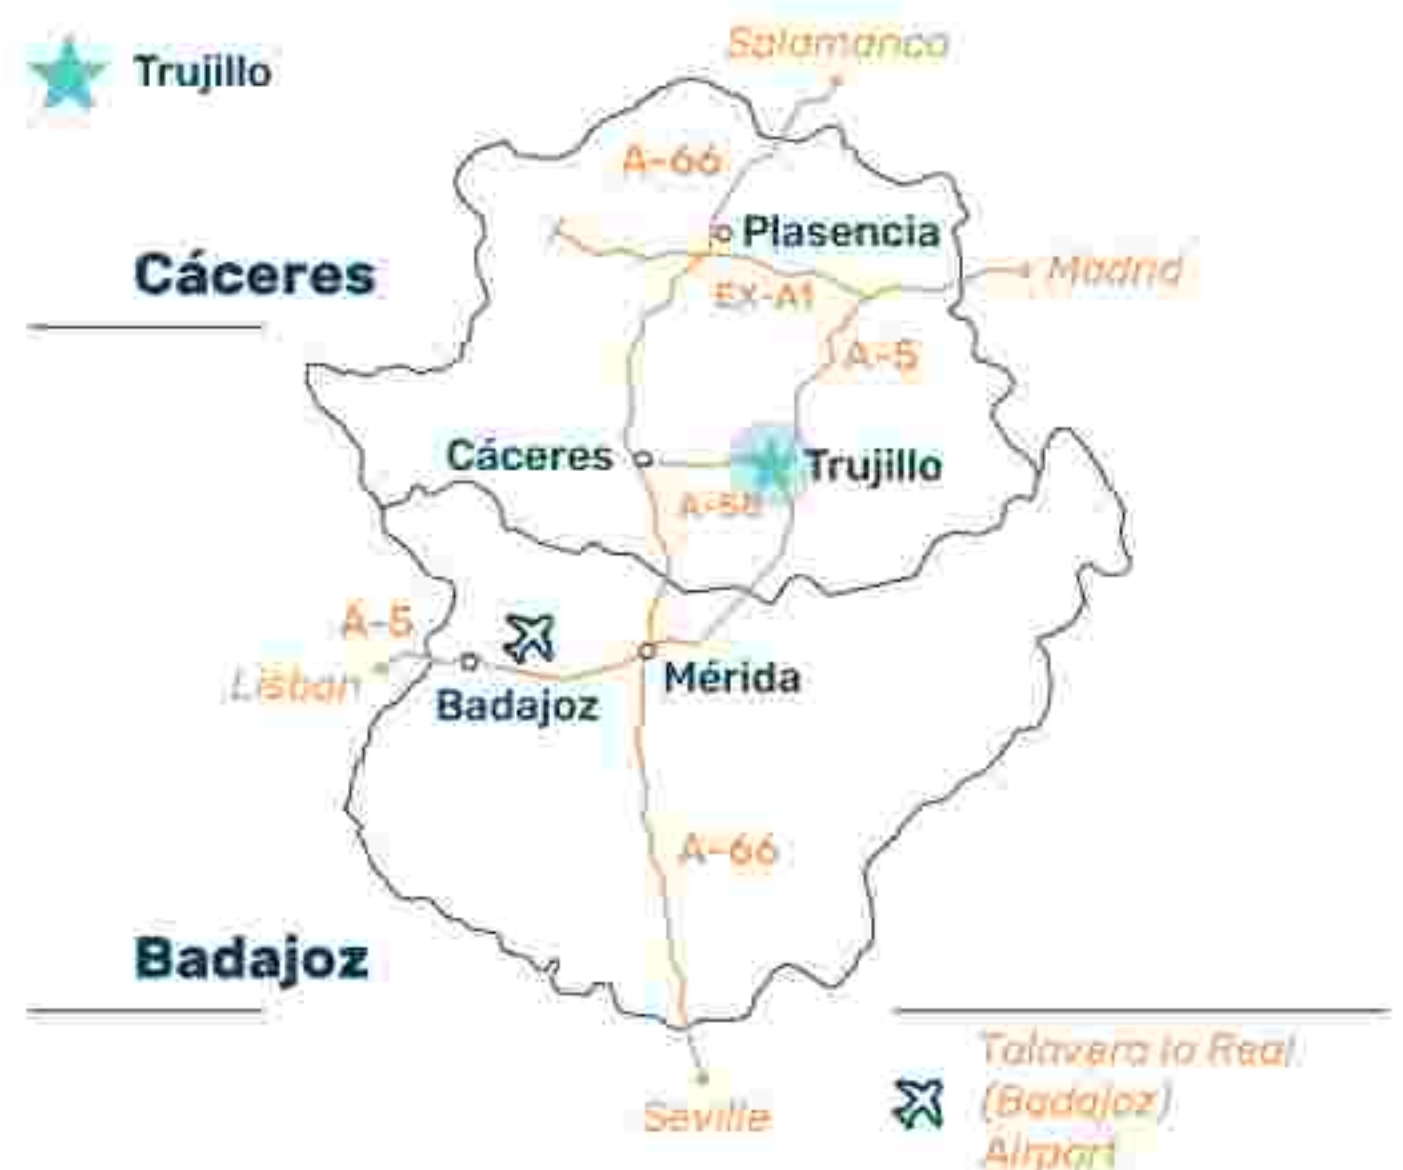 Trujillo
Salamanca
A-66
Plasencia
Cáceres
Madrid
EX-A1
A-5
Cáceres
Trujillo
A-58
A-5
Lisbon
Mérida
Badajoz
A-66
Badajoz
Talavera la Real
(Badajoz)
Airport
Seville